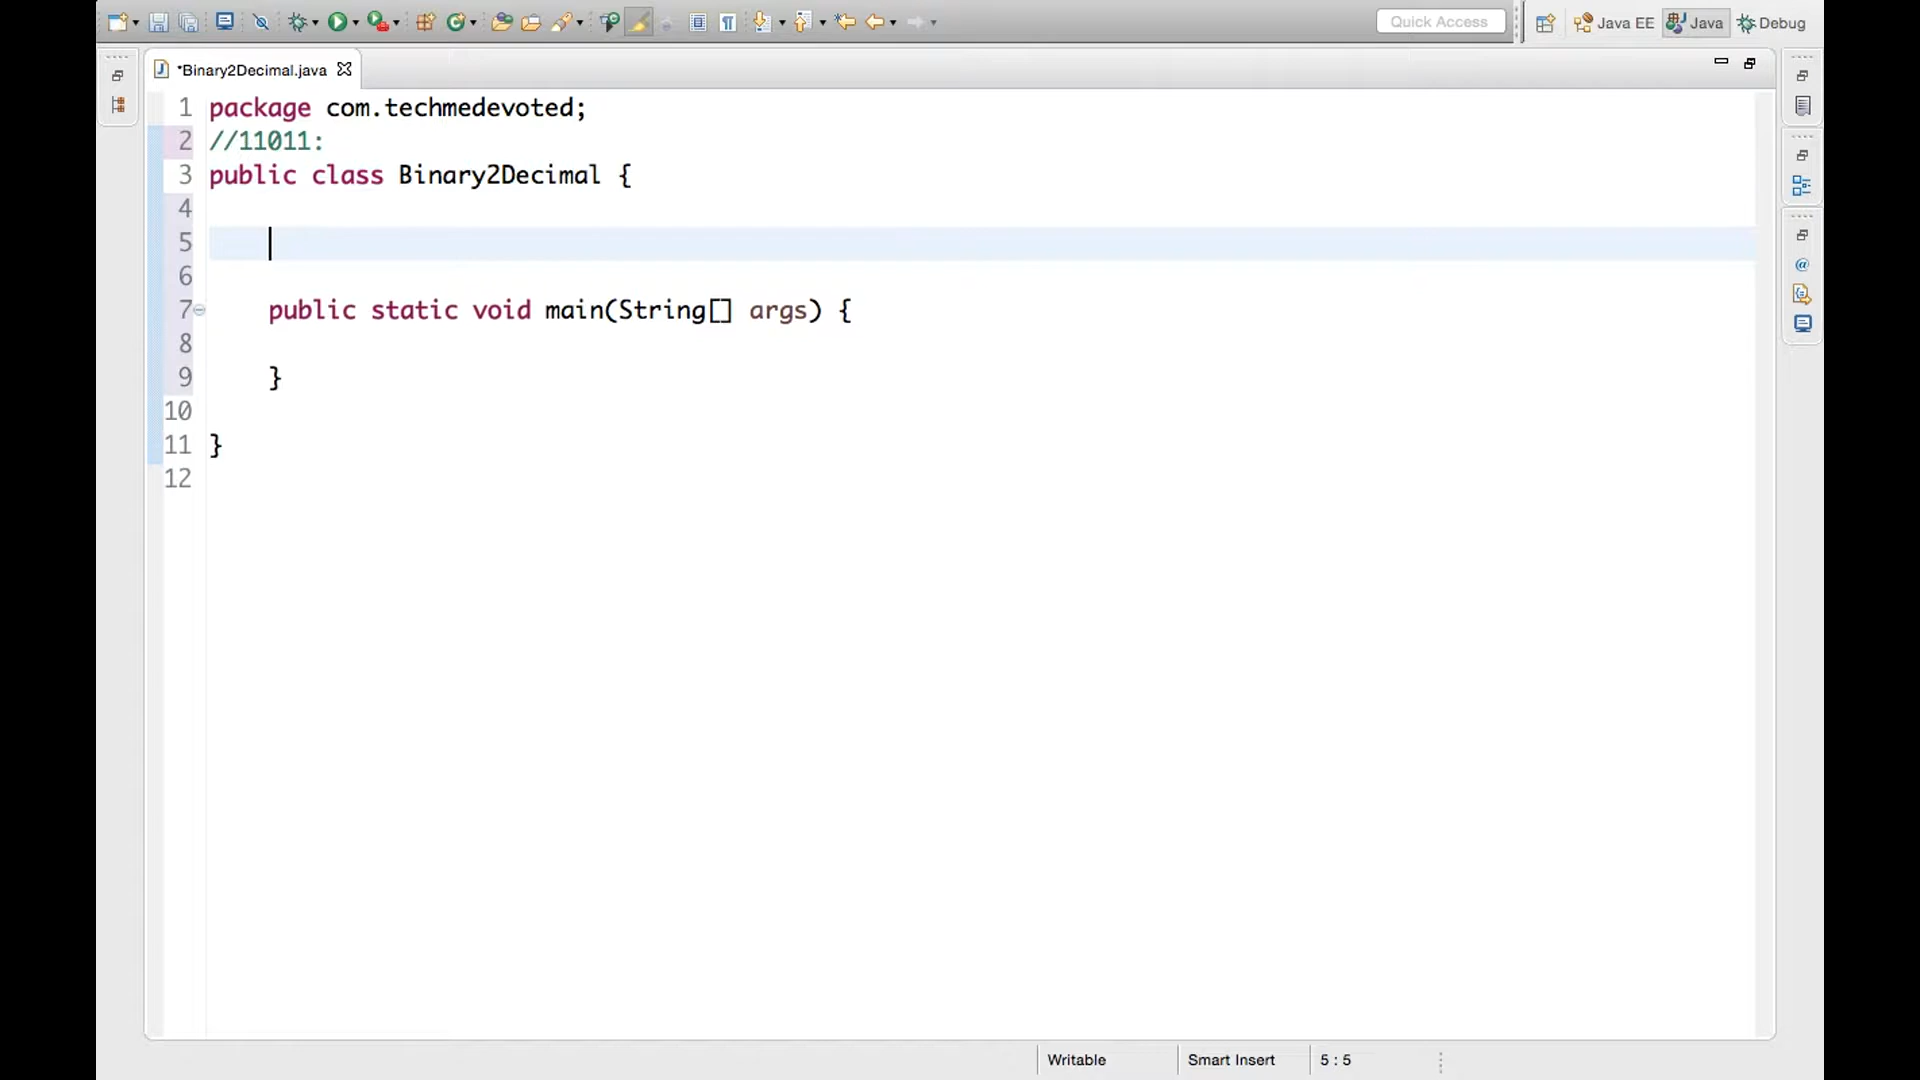 Quick Access
Java EE
Java
Debug
*Binary2Decimal.java
1 package com.techmedevoted;
2 //11011:
3 public class Binary2Decimal {
4
5
6
7 public static void main(String[] args) {
8
9 }
10
11 }
12
Writable
Smart Insert
5 : 5